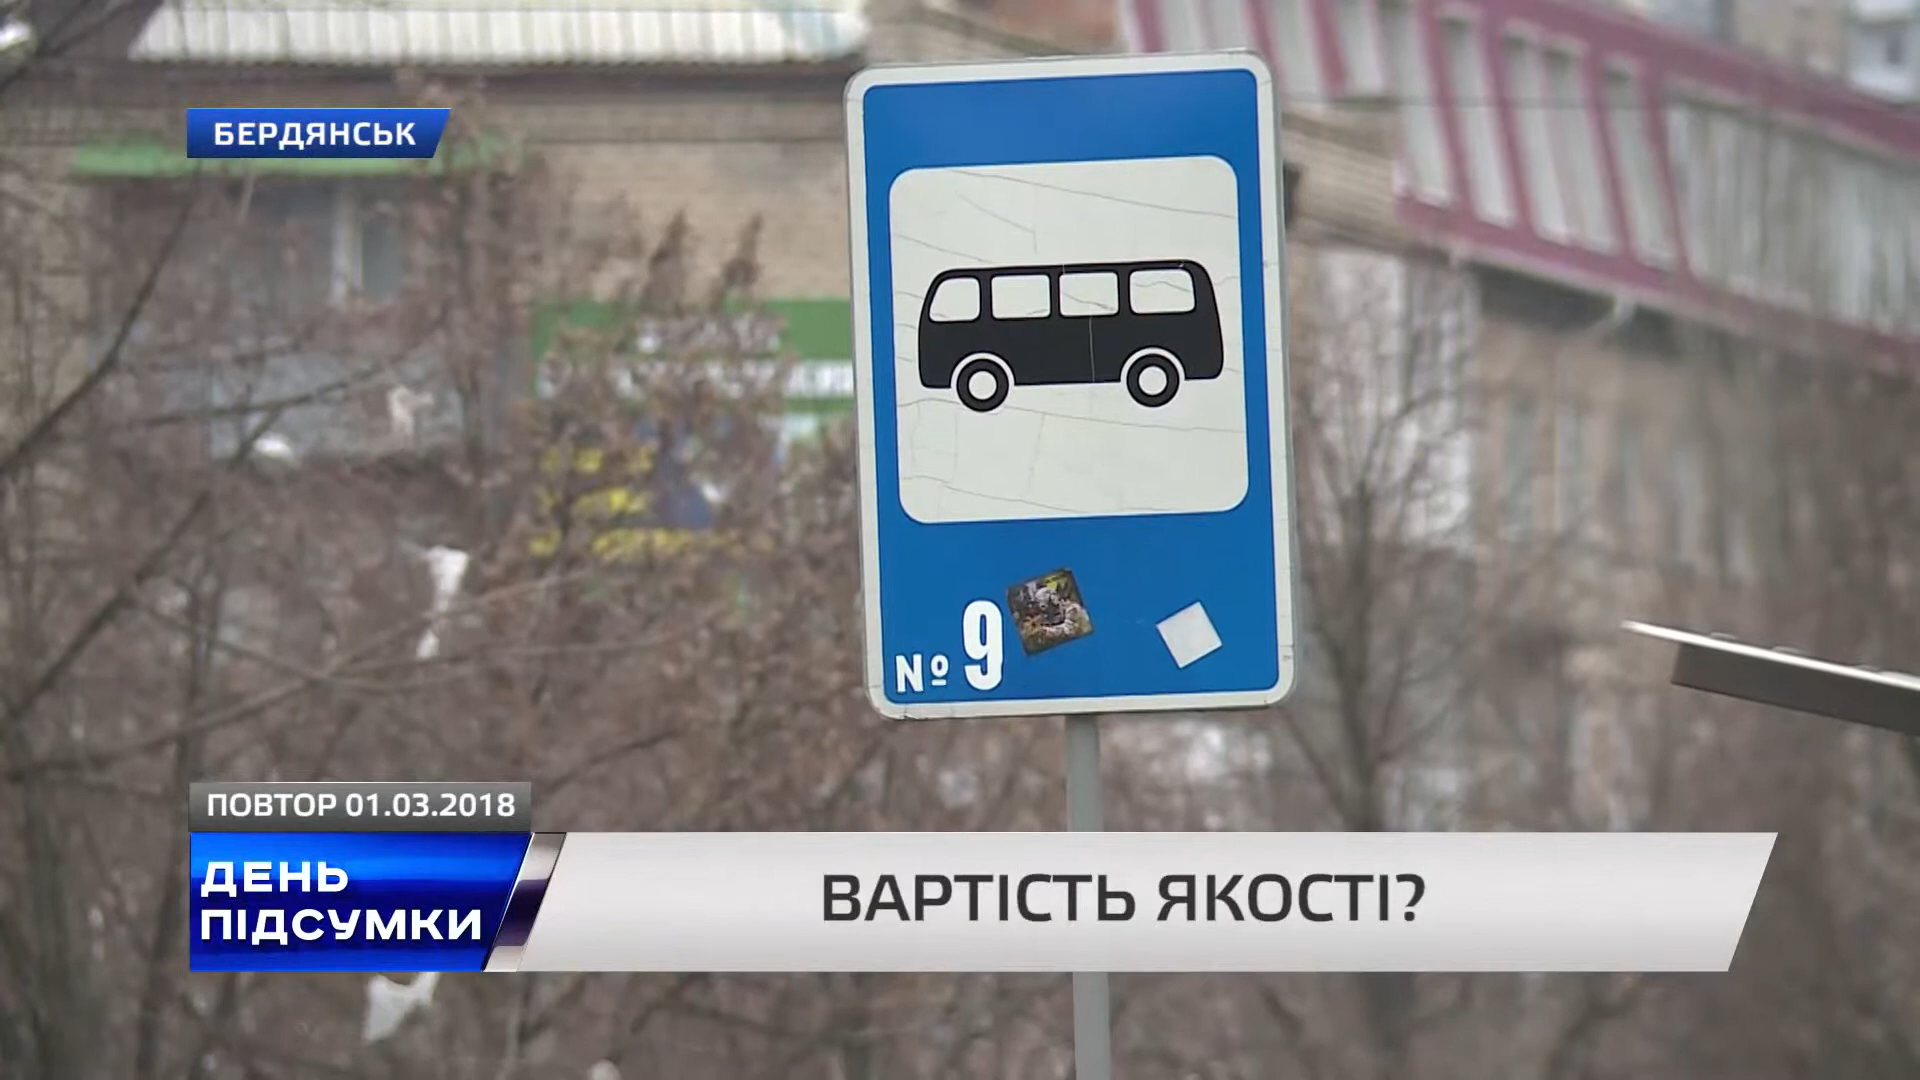 БЕРДЯНСЬК
№ 9
ПОВТОР 01.03.2018
ДЕНЬ
ПІДСУМКИ
ВАРТІСТЬ ЯКОСТІ?